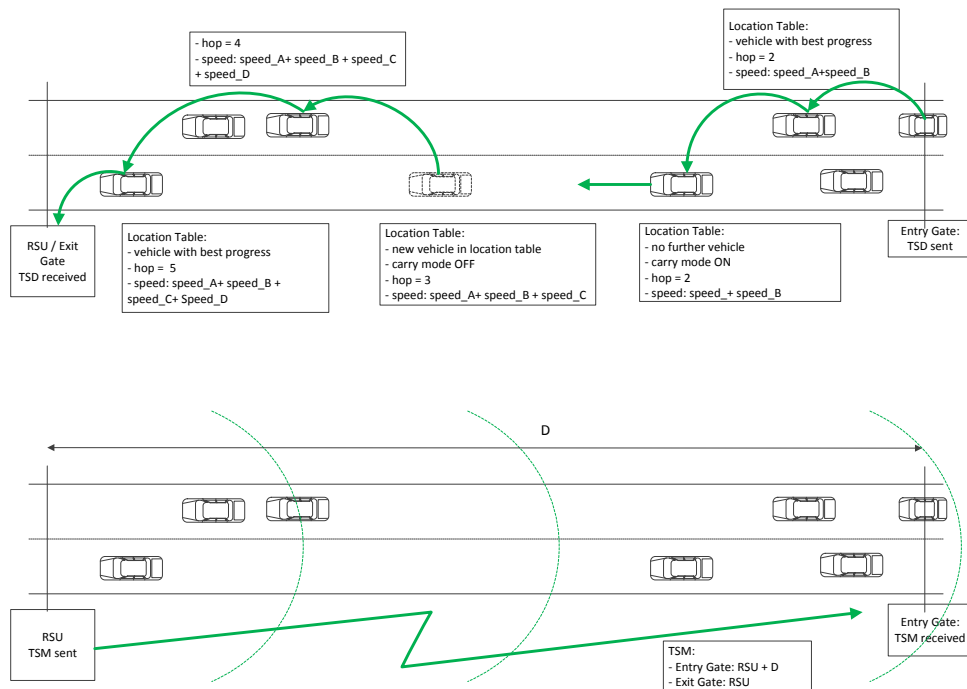 - hop = 4
- speed: speed_A+ speed_B + speed_C
+ speed_D
Location Table:
- vehicle with best progress
- hop = 2
- speed: speed_A+speed_B
RSU / Exit
Gate
TSD received
Location Table:
- vehicle with best progress
- hop =  5
- speed: speed_A+ speed_B +
speed_C+ Speed_D
Location Table:
- new vehicle in location table
- carry mode OFF
- hop = 3
- speed: speed_A+ speed_B + speed_C
Location Table:
- no further vehicle
- carry mode ON
- hop = 2
- speed: speed_+ speed_B
Entry Gate:
TSD sent
D
RSU
TSM sent
TSM:
- Entry Gate: RSU + D
- Exit Gate: RSU
Entry Gate:
TSM received